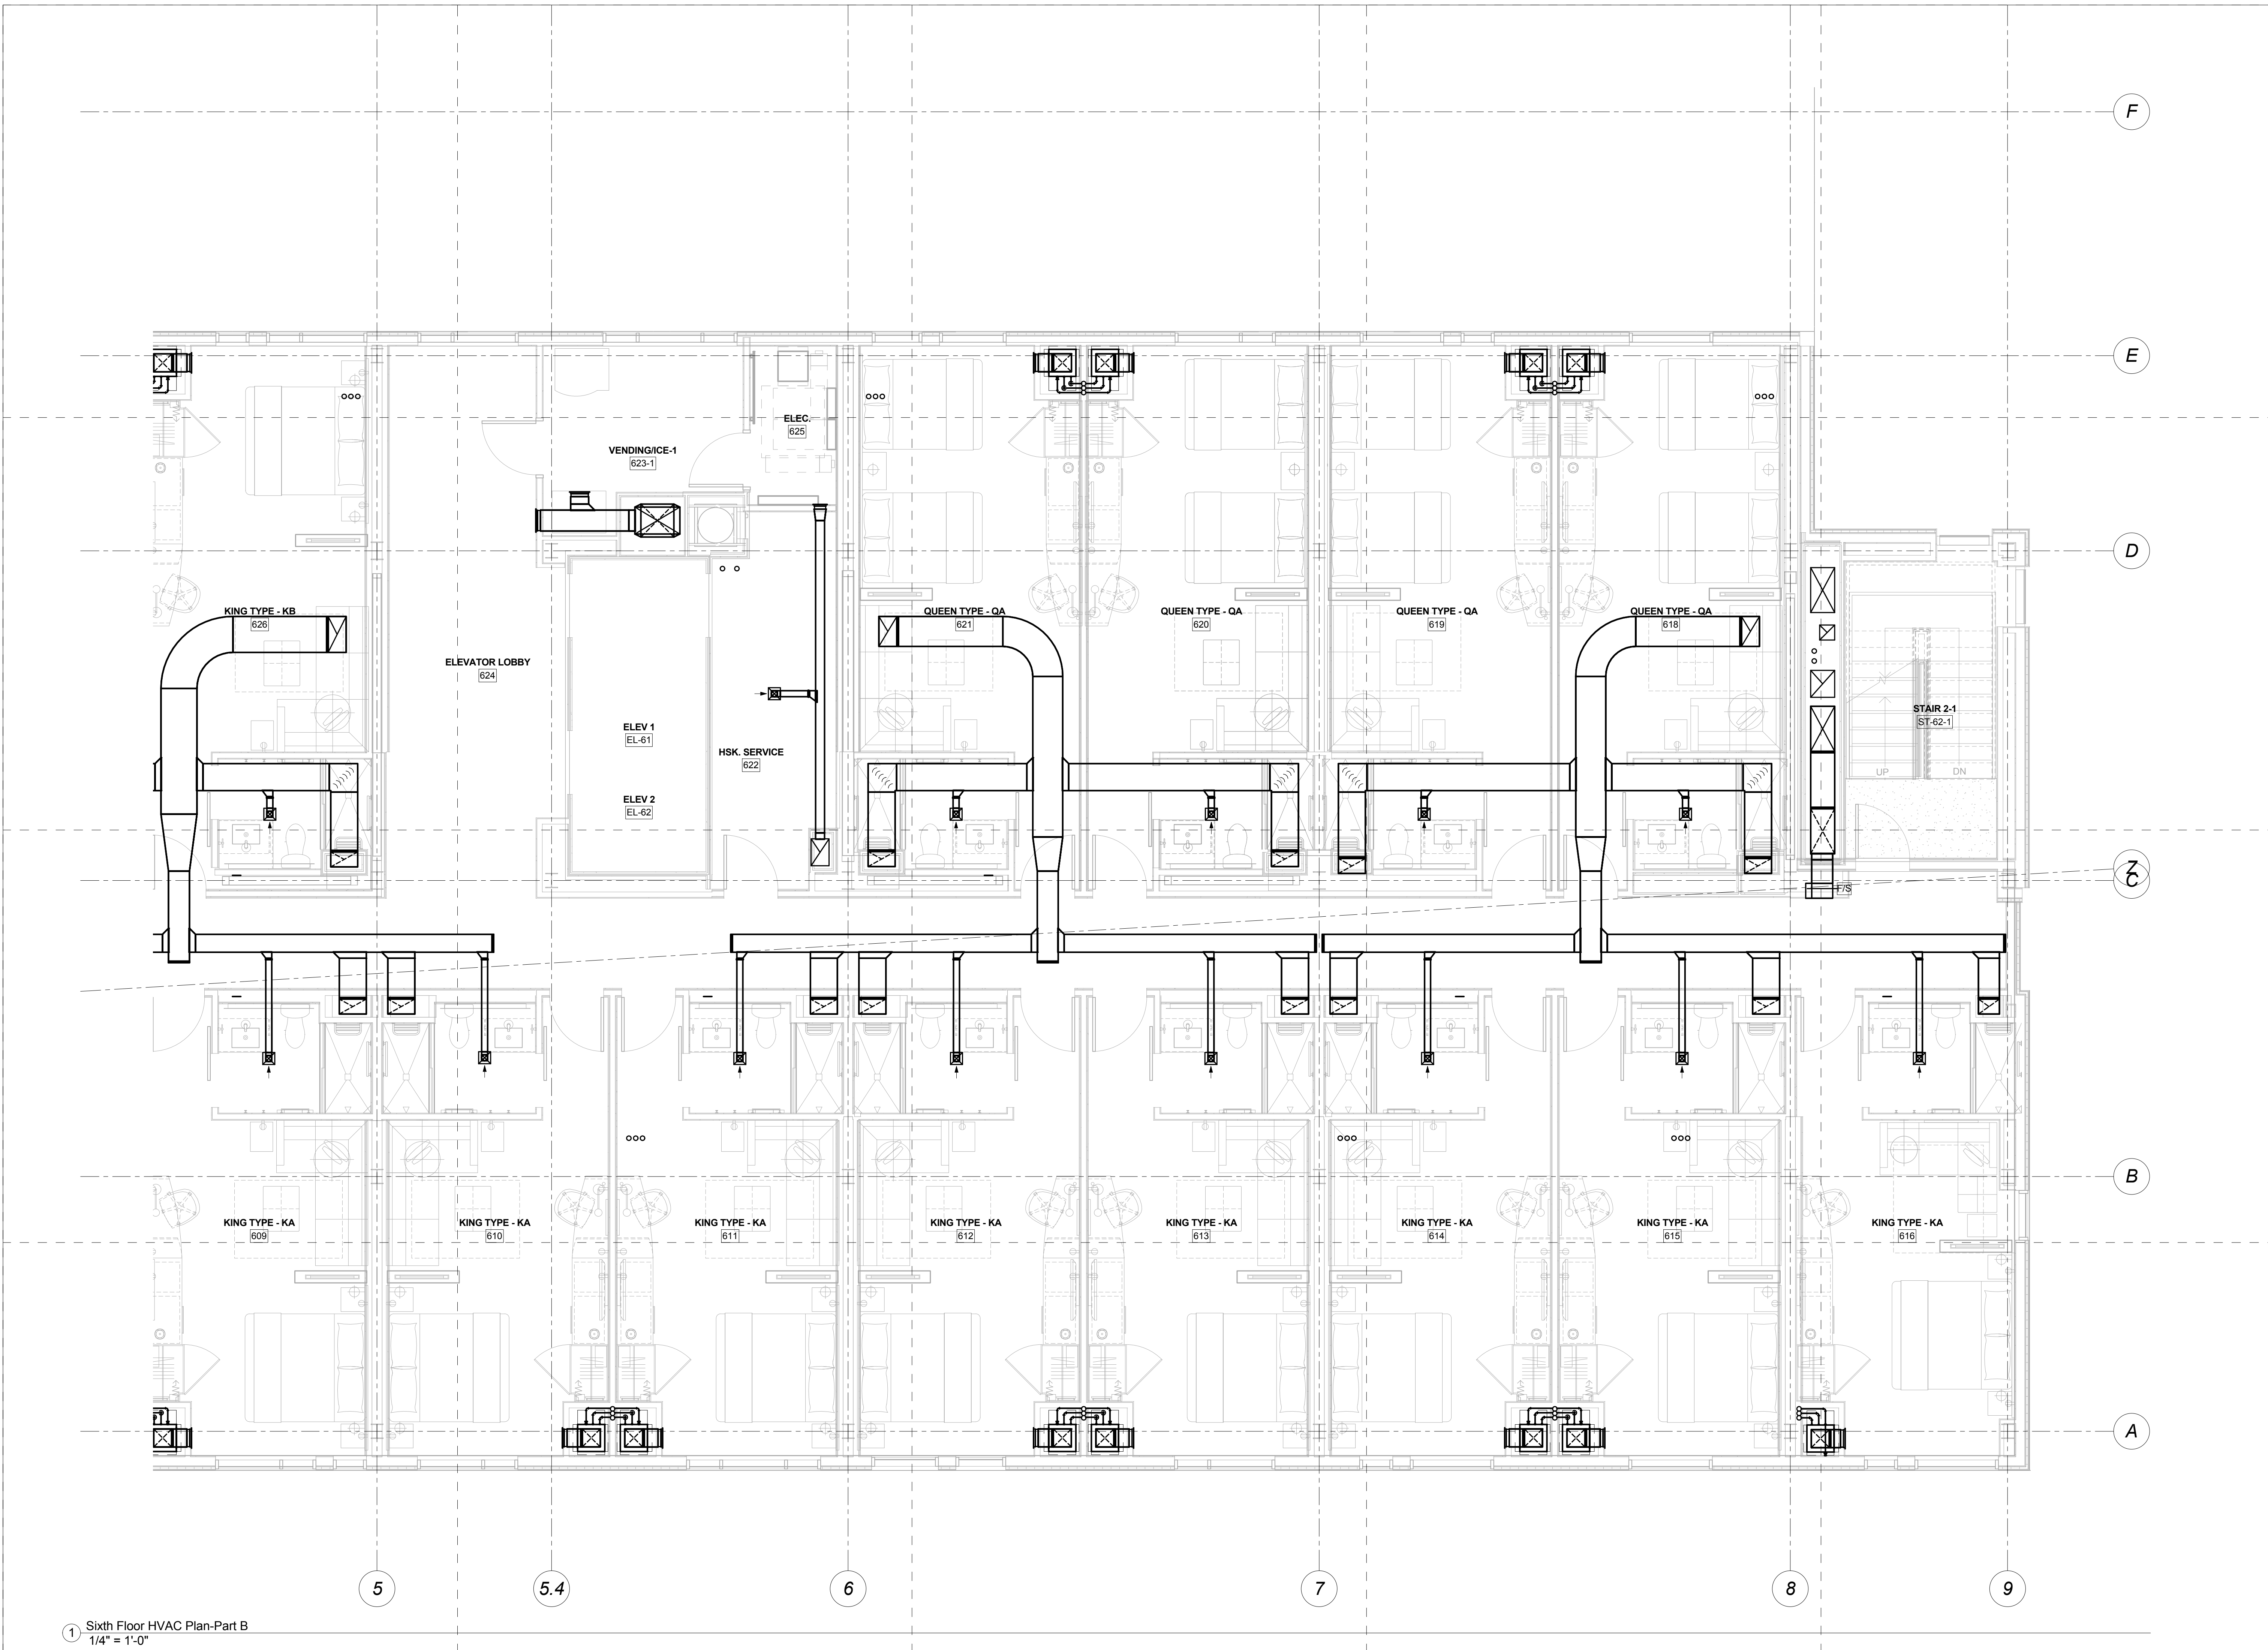 F
E
ELEC.
625
VENDING/ICE-1
623-1
D
KING TYPE - KB
626
QUEEN TYPE - QA
621
QUEEN TYPE - QA
620
QUEEN TYPE - QA
619
QUEEN TYPE - QA
618
ELEVATOR LOBBY
624
STAIR 2-1
ST-62-1
ELEV 1
EL-61
HSK. SERVICE
622
UP
DN
ELEV 2
EL-62
Z
C
F/S
B
KING TYPE - KA
609
KING TYPE - KA
610
KING TYPE - KA
611
KING TYPE - KA
612
KING TYPE - KA
613
KING TYPE - KA
614
KING TYPE - KA
615
KING TYPE - KA
616
A
5
5.4
6
7
8
9
1
Sixth Floor HVAC Plan-Part B
1/4" = 1'-0"